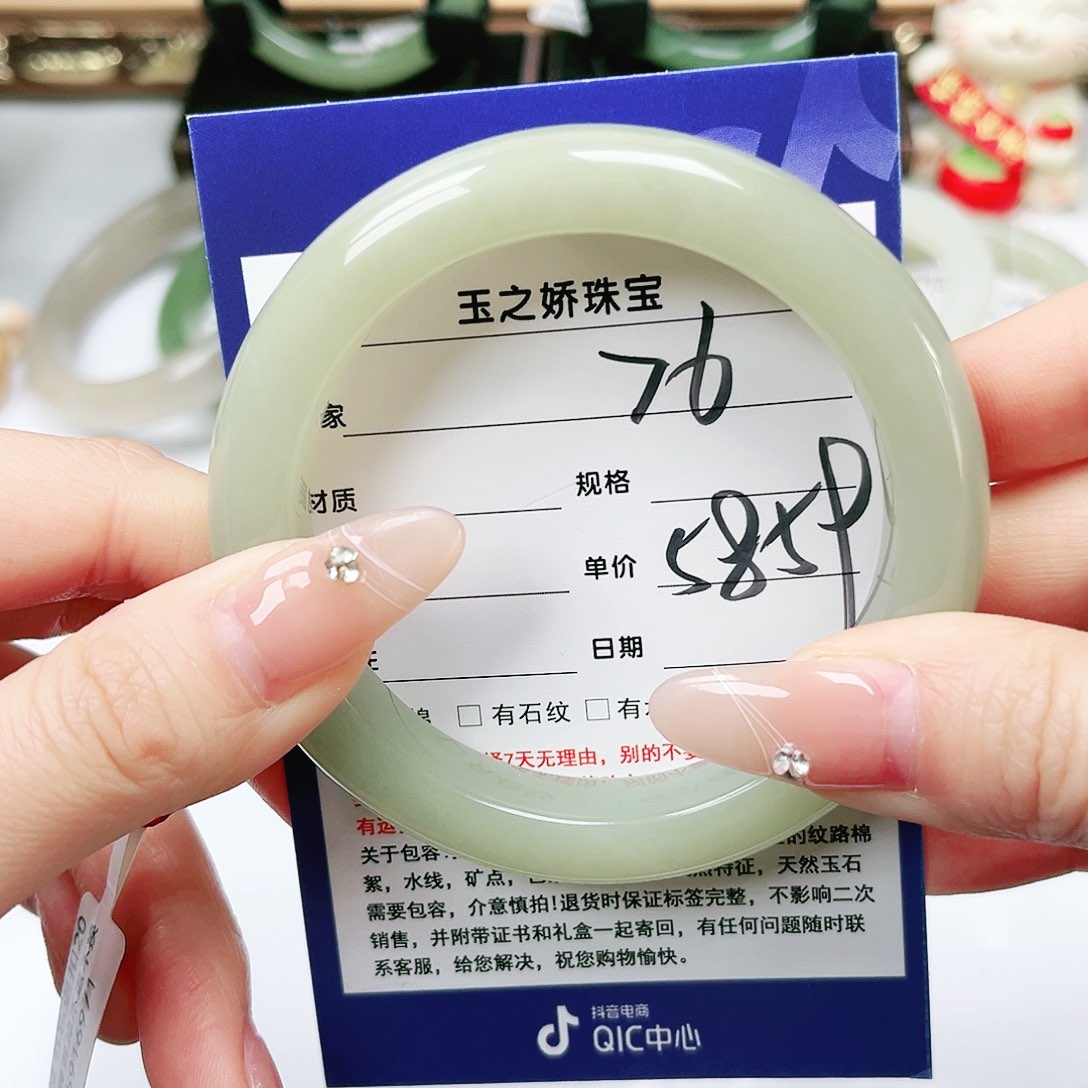 玉之娇珠宝
家 76
材质 规格
单价 5859
日期
棉 □ 有石纹 □ 有
7天无理由，别的不
有运
关于包容 的纹路棉
絮，水线，矿点， 特征，天然玉石
需要包容，介意慎拍！退货时保证标签完整，不影响二次
销售，并附带证书和礼盒一起寄回，有任何问题随时联
系客服，给您解决，祝您购物愉快。
抖音电商
QIC中心